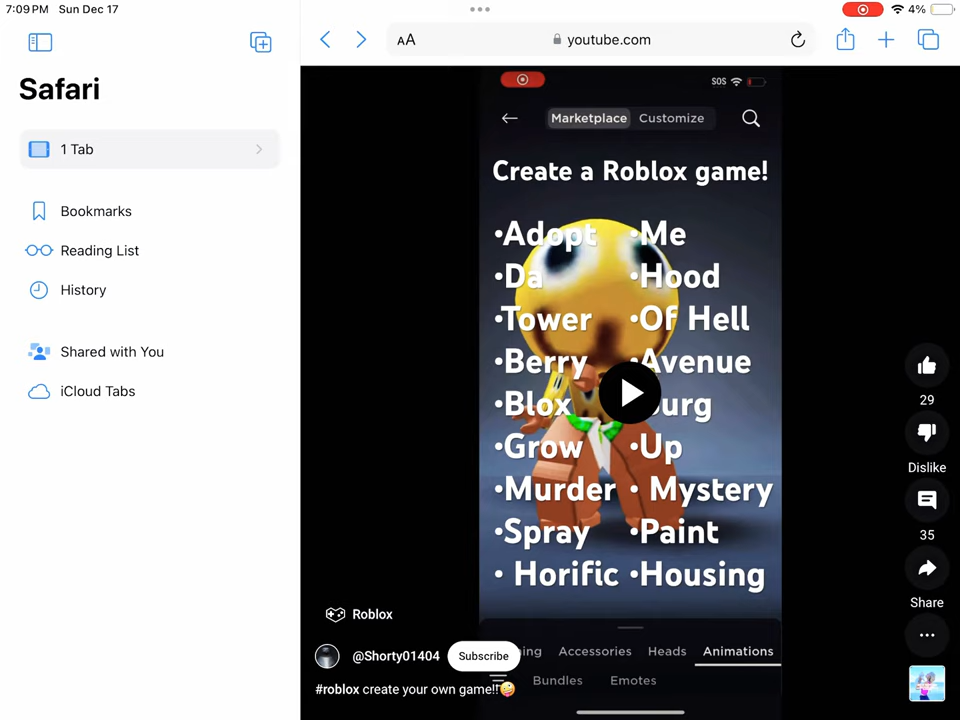 7:09 PM Sun Dec 17
4%
AA youtube.com
Safari
1 Tab
Bookmarks
Reading List
History
Shared with You
iCloud Tabs
SOS
Marketplace Customize
Create a Roblox game!
•Adopt •Me
•Da •Hood
•Tower •Of Hell
•Berry •Avenue
•Blox urg
•Grow •Up
•Murder • Mystery
•Spray •Paint
• Horific •Housing
29
Dislike
35
Share
Roblox
@Shorty01404 Subscribe
#roblox create your own game!!🤪
ing Accessories Heads Animations
Bundles Emotes